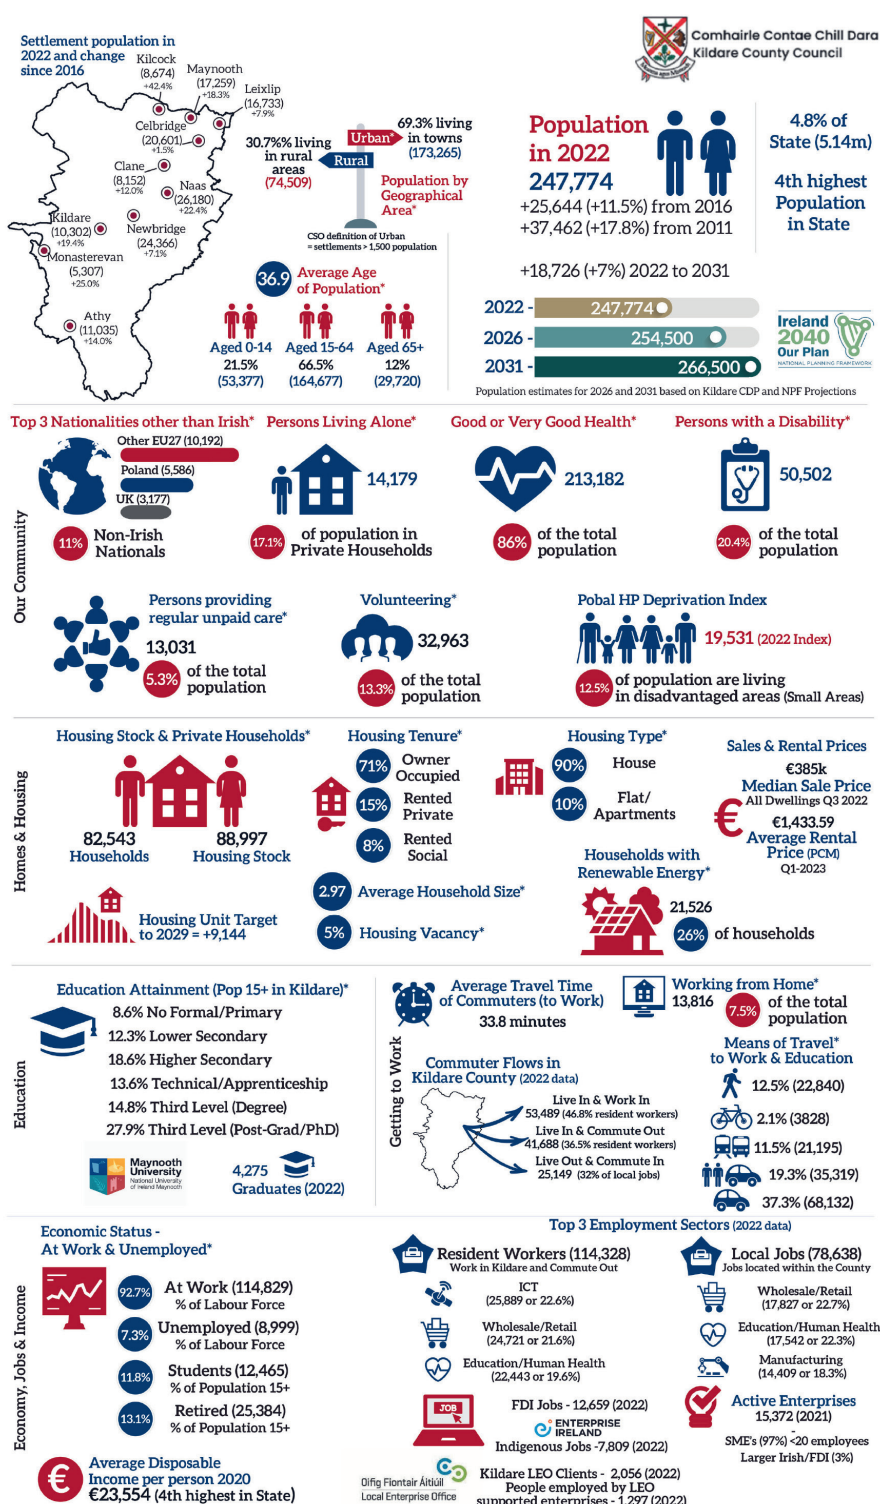 Comhairle Contae Chill Dara
Kildare County Council
Settlement population in
2022 and change
since 2016
Kilcock
(8,674)
+42.4%
Maynooth
(17,259)
+18.3%
Leixlip
(16,733)
+7.9%
Celbridge
(20,601)
+1.5%
Clane
(8,152)
+12.0%
Naas
(26,180)
+22.4%
Kildare
(10,302)
+19.4%
Newbridge
(24,366)
+7.1%
Monasterevan
(5,307)
+25.0%
Athy
(11,035)
+14.0%
69.3% living
in towns
(173,265)
Urban*
Rural
30.7%% living
in rural
areas
(74,509)
Population by
Geographical
Area*
CSO definition of Urban
= settlements > 1,500 population
36.9
Average Age
of Population*
Aged 0-14
21.5%
(53,377)
Aged 15-64
66.5%
(164,677)
Aged 65+
12%
(29,720)
Population
in 2022
247,774
+25,644 (+11.5%) from 2016
+37,462 (+17.8%) from 2011
4.8% of
State (5.14m)
4th highest
Population
in State
+18,726 (+7%) 2022 to 2031
2022 - 247,774
2026 - 254,500
2031 - 266,500
Ireland
2040
Our Plan
NATIONAL PLANNING FRAMEWORK
Population estimates for 2026 and 2031 based on Kildare CDP and NPF Projections
Our Community
Top 3 Nationalities other than Irish*
Other EU27 (10,192)
Poland (5,586)
UK (3,177)
11%
Non-Irish
Nationals
Persons Living Alone*
14,179
17.1%
of population in
Private Households
Good or Very Good Health*
213,182
86%
of the total
population
Persons with a Disability*
50,502
20.4%
of the total
population
Persons providing
regular unpaid care*
13,031
5.3%
of the total
population
Volunteering*
32,963
13.3%
of the total
population
Pobal HP Deprivation Index
19,531 (2022 Index)
12.5%
of population are living
in disadvantaged areas (Small Areas)
Homes & Housing
Housing Stock & Private Households*
82,543
Households
88,997
Housing Stock
Housing Unit Target
to 2029 = +9,144
Housing Tenure*
71%
Owner
Occupied
15%
Rented
Private
8%
Rented
Social
2.97
Average Household Size*
5%
Housing Vacancy*
Housing Type*
90%
House
10%
Flat/
Apartments
Households with
Renewable Energy*
21,526
26%
of households
Sales & Rental Prices
€385k
Median Sale Price
All Dwellings Q3 2022
€
€1,433.59
Average Rental
Price (PCM)
Q1-2023
Education
Education Attainment (Pop 15+ in Kildare)*
8.6% No Formal/Primary
12.3% Lower Secondary
18.6% Higher Secondary
13.6% Technical/Apprenticeship
14.8% Third Level (Degree)
27.9% Third Level (Post-Grad/PhD)
Maynooth
University
National University
of Ireland Maynooth
4,275
Graduates (2022)
Getting to Work
Average Travel Time
of Commuters (to Work)
33.8 minutes
Working from Home*
13,816
7.5%
of the total
population
Commuter Flows in
Kildare County (2022 data)
Live In & Work In
53,489 (46.8% resident workers)
Live In & Commute Out
41,688 (36.5% resident workers)
Live Out & Commute In
25,149 (32% of local jobs)
Means of Travel*
to Work & Education
12.5% (22,840)
2.1% (3828)
11.5% (21,195)
19.3% (35,319)
37.3% (68,132)
Economy, Jobs & Income
Economic Status -
At Work & Unemployed*
92.7%
At Work (114,829)
% of Labour Force
7.3%
Unemployed (8,999)
% of Labour Force
11.8%
Students (12,465)
% of Population 15+
13.1%
Retired (25,384)
% of Population 15+
€
Average Disposable
Income per person 2020
€23,554 (4th highest in State)
Top 3 Employment Sectors (2022 data)
Resident Workers (114,328)
Work in Kildare and Commute Out
ICT
(25,889 or 22.6%)
Wholesale/Retail
(24,721 or 21.6%)
Education/Human Health
(22,443 or 19.6%)
Local Jobs (78,638)
Jobs located within the County
Wholesale/Retail
(17,827 or 22.7%)
Education/Human Health
(17,542 or 22.3%)
Manufacturing
(14,409 or 18.3%)
JOB
FDI Jobs - 12,659 (2022)
ENTERPRISE
IRELAND
Indigenous Jobs -7,809 (2022)
Active Enterprises
15,372 (2021)
-
SME's (97%) <20 employees
Larger Irish/FDI (3%)
Oifig Fiontair Áitiúil
Local Enterprise Office
Kildare LEO Clients - 2,056 (2022)
People employed by LEO
supported enterprises - 1,297 (2022)